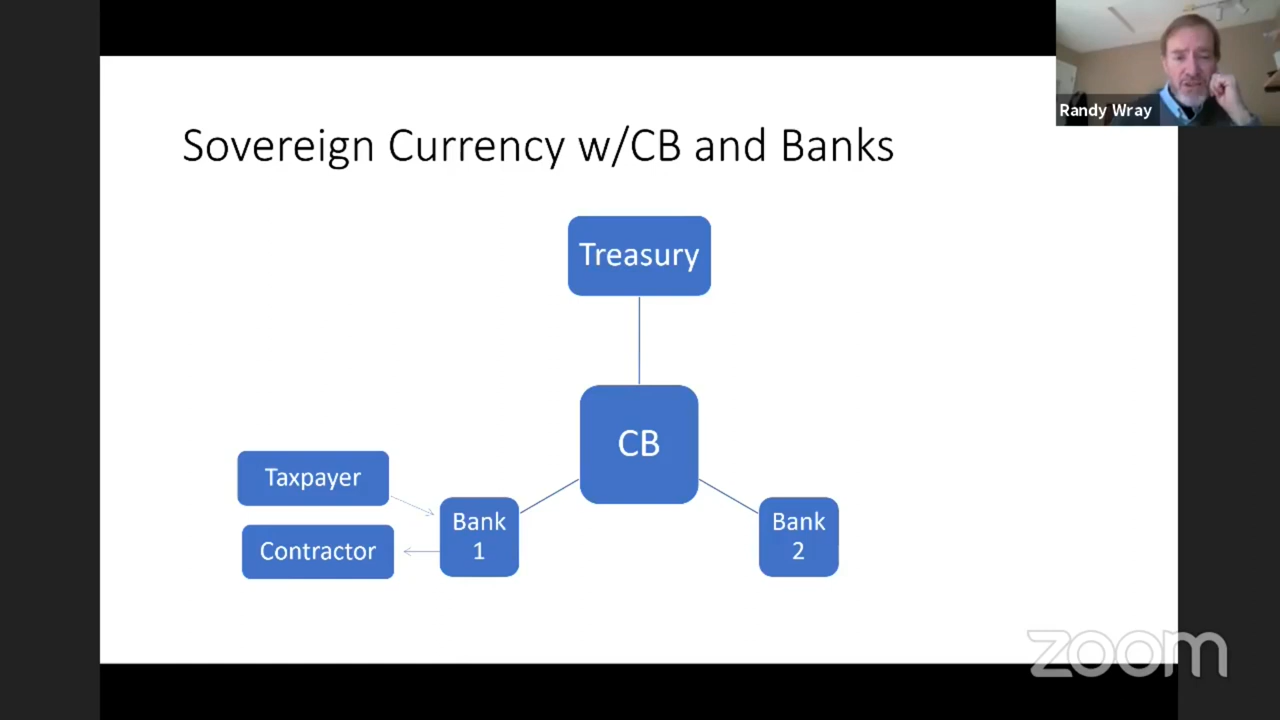 Randy Wray
Sovereign Currency w/CB and Banks
Treasury
CB
Taxpayer
Contractor
Bank
1
Bank
2
zoom